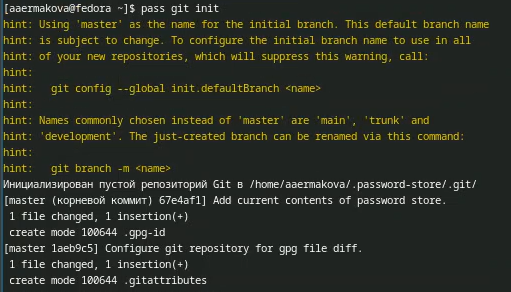 [aaermakova@fedora ~]$ pass git init
hint: Using 'master' as the name for the initial branch. This default branch name
hint: is subject to change. To configure the initial branch name to use in all
hint: of your new repositories, which will suppress this warning, call:
hint:
hint:   git config --global init.defaultBranch <name>
hint:
hint: Names commonly chosen instead of 'master' are 'main', 'trunk' and
hint: 'development'. The just-created branch can be renamed via this command:
hint:
hint:   git branch -m <name>
Инициализирован пустой репозиторий Git в /home/aaermakova/.password-store/.git/
[master (корневой коммит) 67e4af1] Add current contents of password store.
 1 file changed, 1 insertion(+)
 create mode 100644 .gpg-id
[master 1aeb9c5] Configure git repository for gpg file diff.
 1 file changed, 1 insertion(+)
 create mode 100644 .gitattributes